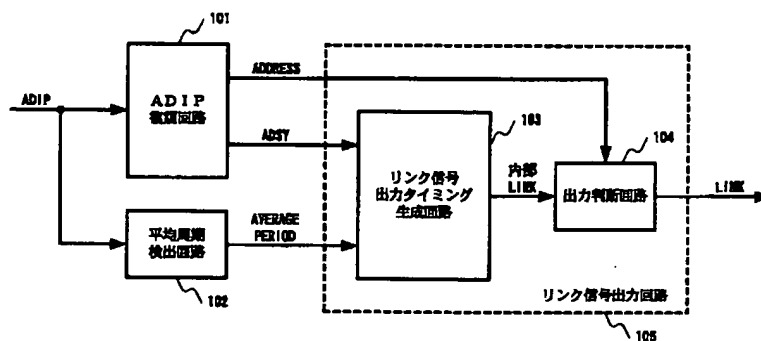 101
ADIP
ADIP
復調回路
ADDRESS
ADSY
103
リンク信号
出力タイミング
生成回路
内部
LINK
104
出力判断回路
LINK
平均周期
検出回路
AVERAGE
PERIOD
102
リンク信号出力回路
105